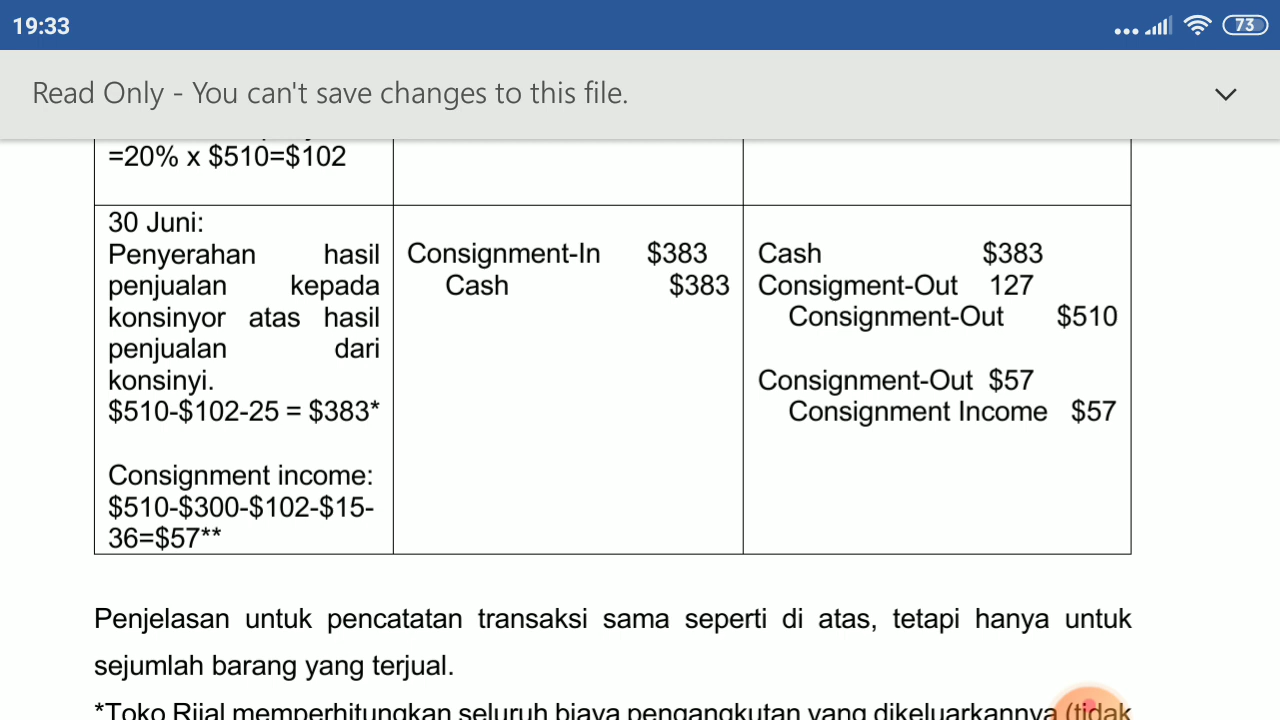 19:33
73
Read Only - You can't save changes to this file.
=20% x $510=$102
30 Juni:
Penyerahan hasil
penjualan kepada
konsinyor atas hasil
penjualan dari
konsinyi.
$510-$102-25 = $383*
Consignment income:
$510-$300-$102-$15-
36=$57**
Consignment-In $383
Cash $383
Cash $383
Consigment-Out 127
Consignment-Out $510
Consignment-Out $57
Consignment Income $57
Penjelasan untuk pencatatan transaksi sama seperti di atas, tetapi hanya untuk
sejumlah barang yang terjual.
*Toko Rijal memperhitungkan seluruh biaya pengangkutan yang dikeluarkannya (tidak